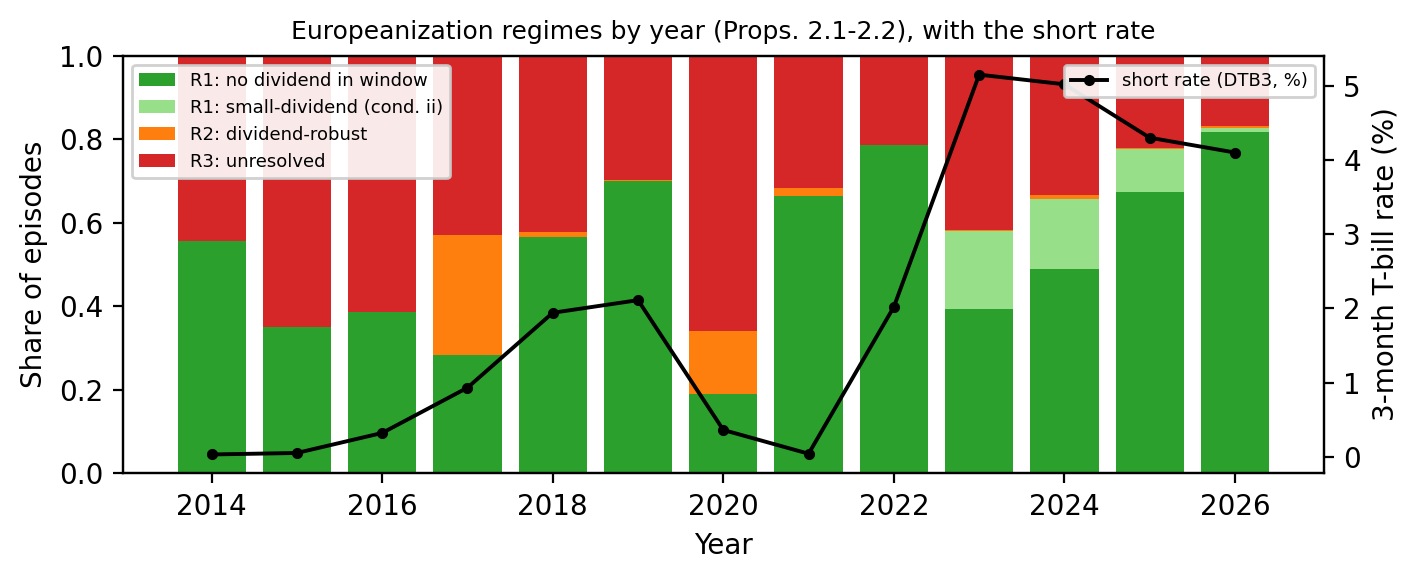 Europeanization regimes by year (Props. 2.1-2.2), with the short rate
R1: no dividend in window
R1: small-dividend (cond. ii)
R2: dividend-robust
R3: unresolved
short rate (DTB3, %)
Share of episodes
1.0
0.8
0.6
0.4
0.2
0.0
3-month T-bill rate (%)
5
4
3
2
1
0
2014 2016 2018 2020 2022 2024 2026
Year